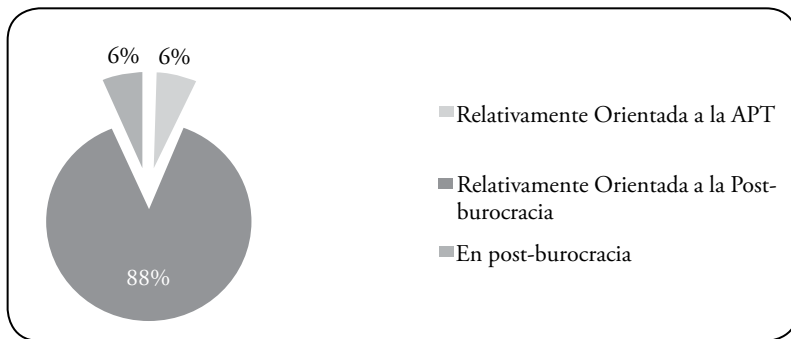 6% 6%
Relativamente Orientada a la APT
Relativamente Orientada a la Post-
burocracia
En post-burocracia
88%